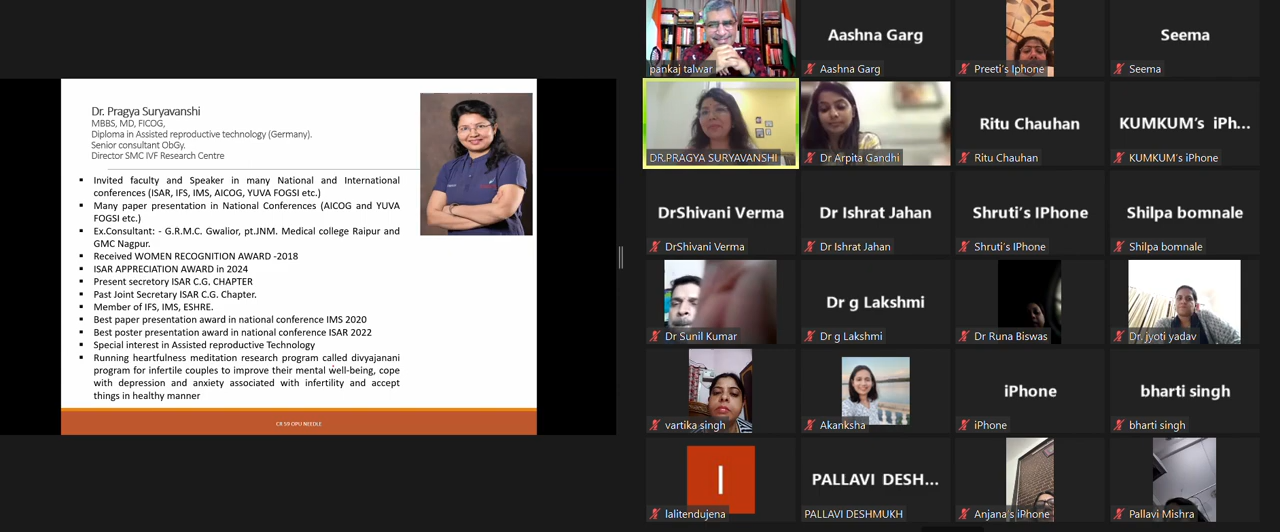 Dr. Pragya Suryavanshi
MBBS, MD, FICOG,
Diploma in Assisted reproductive technology (Germany).
Senior consultant ObGy.
Director SMC IVF Research Centre
▪ Invited faculty and Speaker in many National and International
conferences (ISAR, IFS, IMS, AICOG, YUVA FOGSI etc.)
▪ Many paper presentation in National Conferences (AICOG and YUVA
FOGSI etc.)
▪ Ex.Consultant: - G.R.M.C. Gwalior, pt.JNM. Medical college Raipur and
GMC Nagpur.
▪ Received WOMEN RECOGNITION AWARD -2018
▪ ISAR APPRECIATION AWARD in 2024
▪ Present secretory ISAR C.G. CHAPTER
▪ Past Joint Secretary ISAR C.G. Chapter.
▪ Member of IFS, IMS, ESHRE.
▪ Best paper presentation award in national conference IMS 2020
▪ Best poster presentation award in national conference ISAR 2022
▪ Special interest in Assisted reproductive Technology
▪ Running heartfulness meditation research program called divyajanani
program for infertile couples to improve their mental well-being, cope
with depression and anxiety associated with infertility and accept
things in healthy manner
CR 59 OPU NEEDLE
pankaj talwar
Aashna Garg
Aashna Garg
Preeti's Iphone
Seema
Seema
DR.PRAGYA SURYAVANSHI
Dr Arpita Gandhi
Ritu Chauhan
Ritu Chauhan
KUMKUM's iPh...
KUMKUM's iPhone
DrShivani Verma
DrShivani Verma
Dr Ishrat Jahan
Dr Ishrat Jahan
Shruti's IPhone
Shruti's IPhone
Shilpa bomnale
Shilpa bomnale
Dr Sunil Kumar
Dr g Lakshmi
Dr g Lakshmi
Dr Runa Biswas
Dr. jyoti yadav
vartika singh
Akanksha
iPhone
iPhone
bharti singh
bharti singh
l
lalitendujena
PALLAVI DESH...
PALLAVI DESHMUKH
Anjana's iPhone
Pallavi Mishra